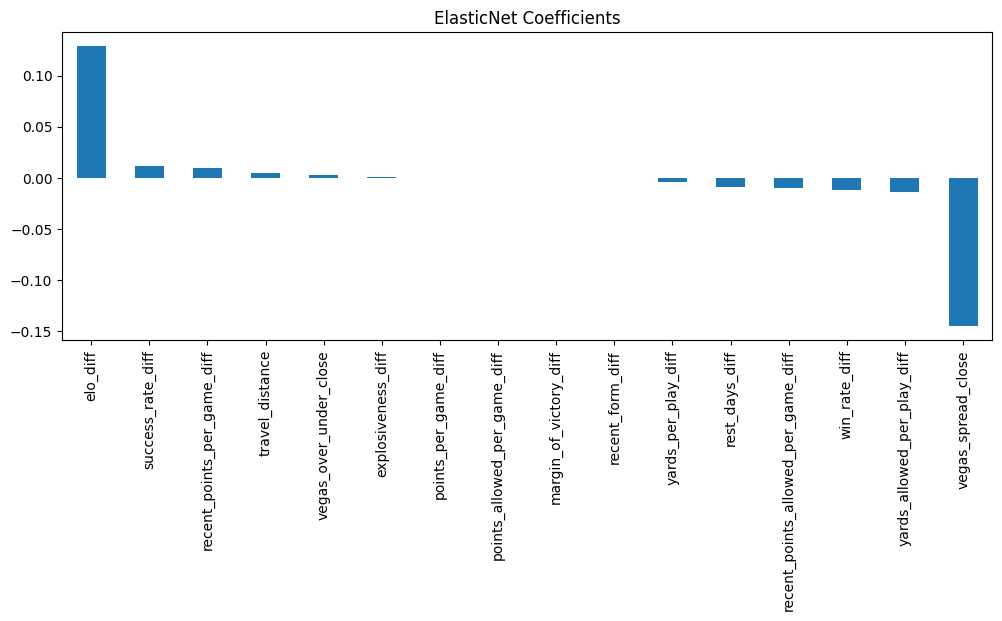 ElasticNet Coefficients
0.10
0.05
0.00
−0.05
−0.10
−0.15
elo_diff
success_rate_diff
recent_points_per_game_diff
travel_distance
vegas_over_under_close
explosiveness_diff
points_per_game_diff
points_allowed_per_game_diff
margin_of_victory_diff
recent_form_diff
yards_per_play_diff
rest_days_diff
recent_points_allowed_per_game_diff
win_rate_diff
yards_allowed_per_play_diff
vegas_spread_close